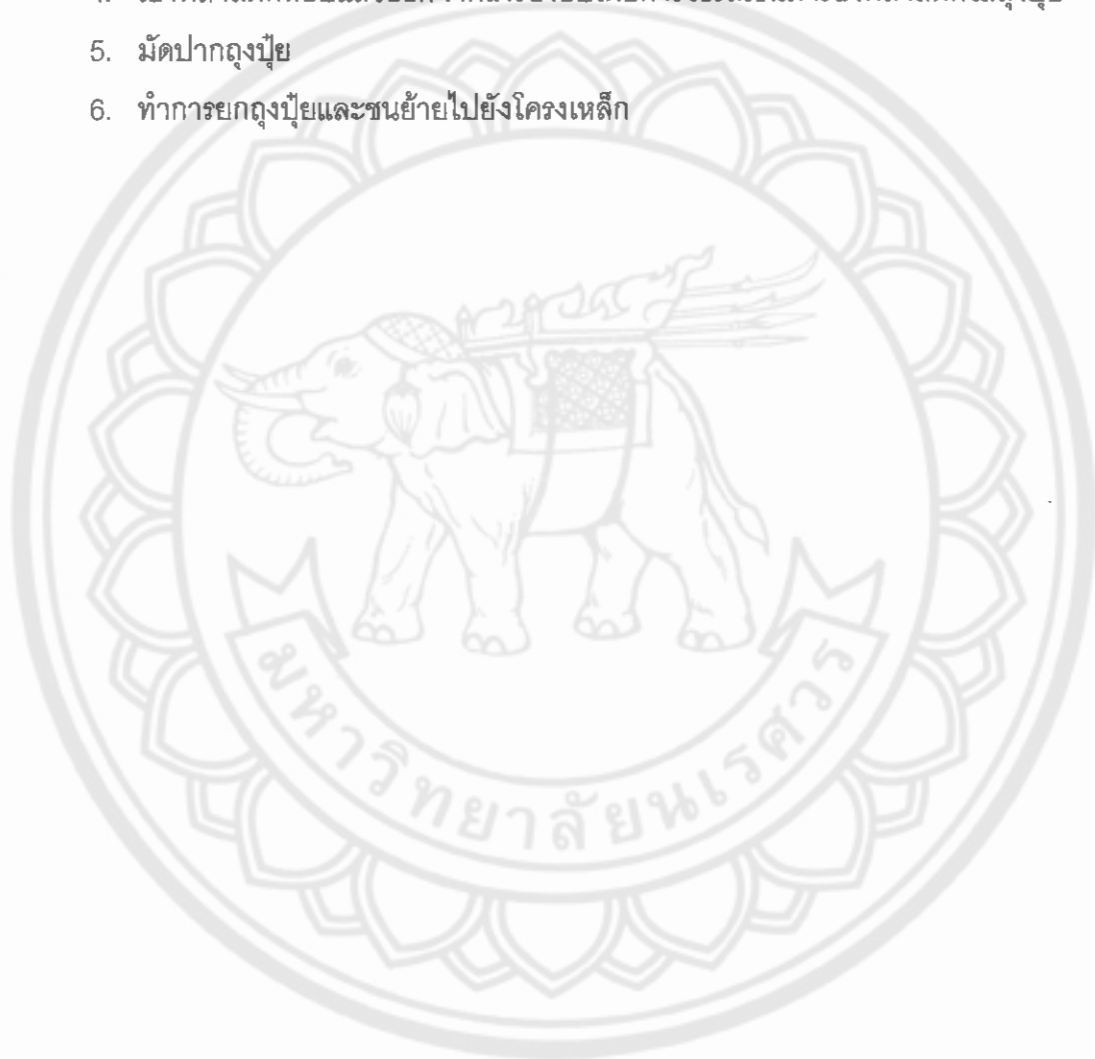 5. มัดปากถุงปุ๋ย
6. ทำการยกถุงปุ๋ยและขนย้ายไปยังโครงเหล็ก
มหาวิทยาลัยนเรศวร